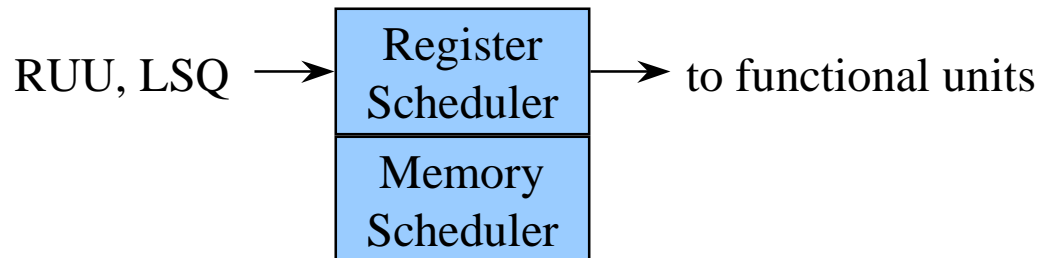 RUU, LSQ
Register
Scheduler
to functional units
Memory
Scheduler